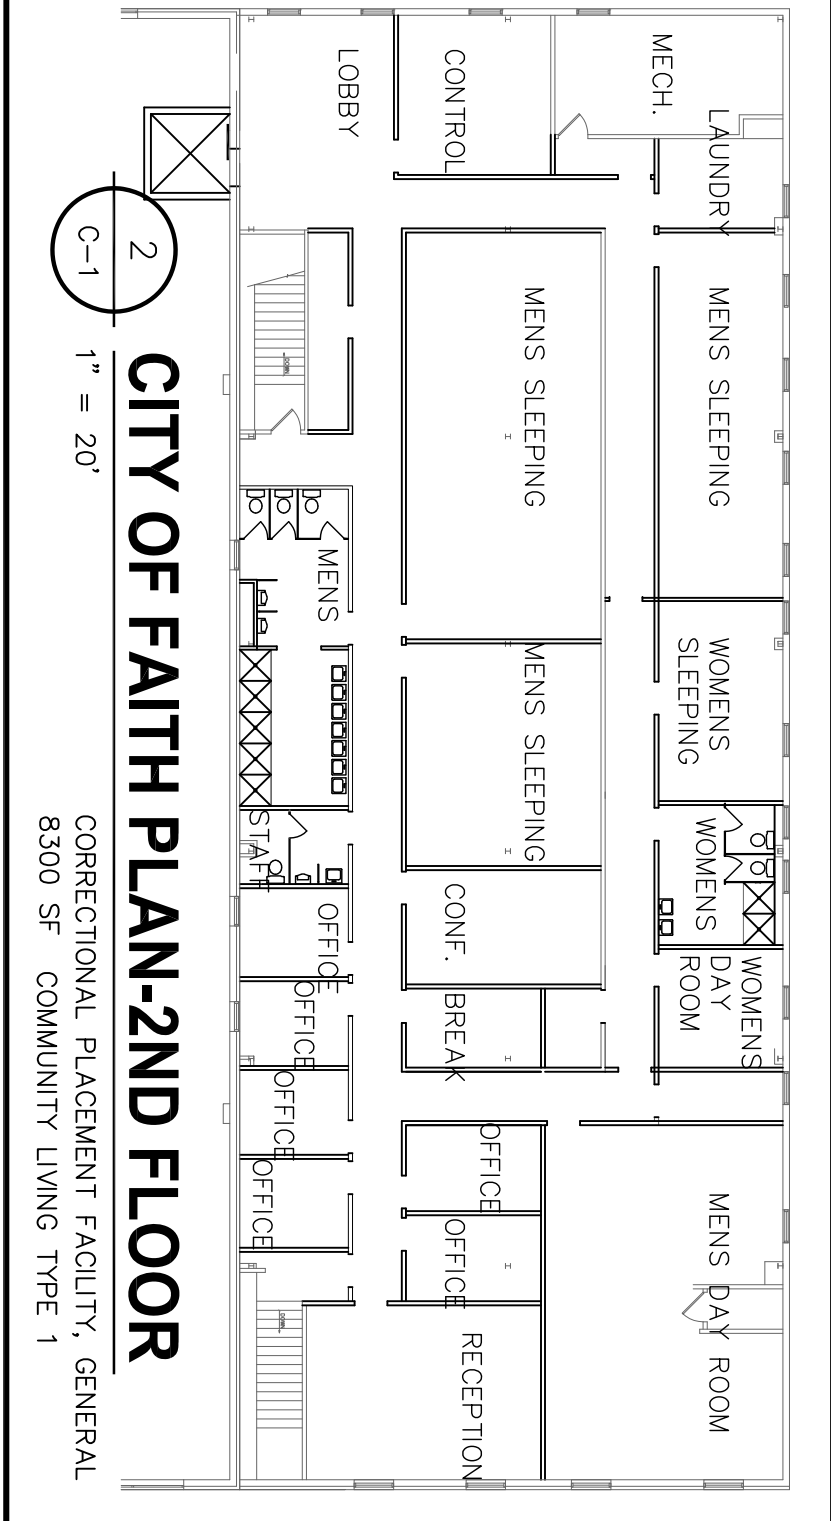 MECH.
LAUNDRY
MENS SLEEPING
WOMENS
SLEEPING
WOMENS
WOMENS
DAY
ROOM
MENS DAY ROOM
CONTROL
MENS SLEEPING
MENS SLEEPING
CONF.
BREAK
OFFICE
OFFICE
RECEPTION
LOBBY
DOWN
MENS
STAFF
OFFICE
OFFICE
OFFICE
OFFICE
DOWN
2
C-1
CITY OF FAITH PLAN-2ND FLOOR
1" = 20'
CORRECTIONAL PLACEMENT FACILITY, GENERAL
8300 SF COMMUNITY LIVING TYPE 1